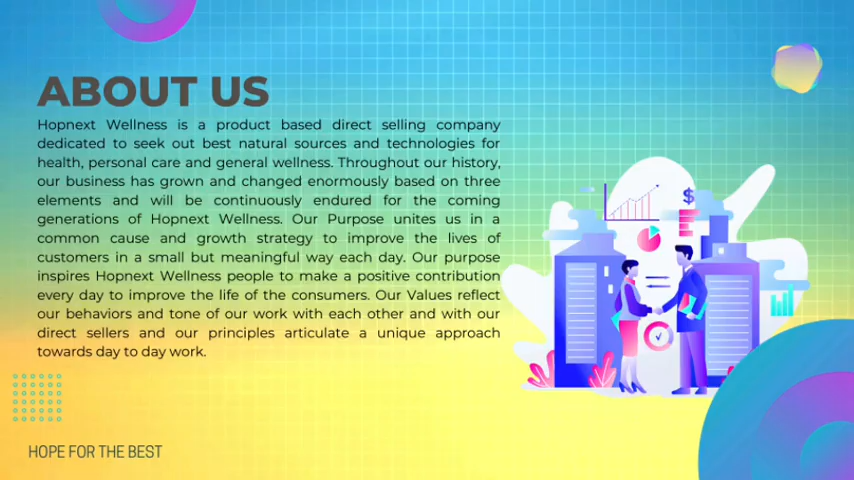 ABOUT US
Hopnext Wellness is a product based direct selling company
dedicated to seek out best natural sources and technologies for
health, personal care and general wellness. Throughout our history,
our business has grown and changed enormously based on three
elements and will be continuously endured for the coming
generations of Hopnext Wellness. Our Purpose unites us in a
common cause and growth strategy to improve the lives of
customers in a small but meaningful way each day. Our purpose
inspires Hopnext Wellness people to make a positive contribution
every day to improve the life of the consumers. Our Values reflect
our behaviors and tone of our work with each other and with our
direct sellers and our principles articulate a unique approach
towards day to day work.
$
HOPE FOR THE BEST